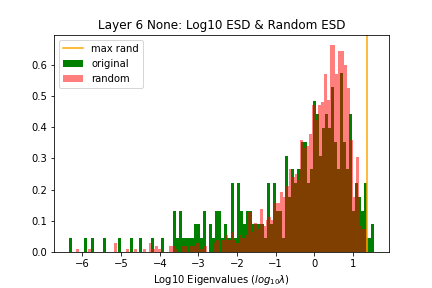 Layer 6 None: Log10 ESD & Random ESD
max rand
original
random
0.6
0.5
0.4
0.3
0.2
0.1
0.0
−6 −5 −4 −3 −2 −1 0 1
Log10 Eigenvalues (log₁₀λ)